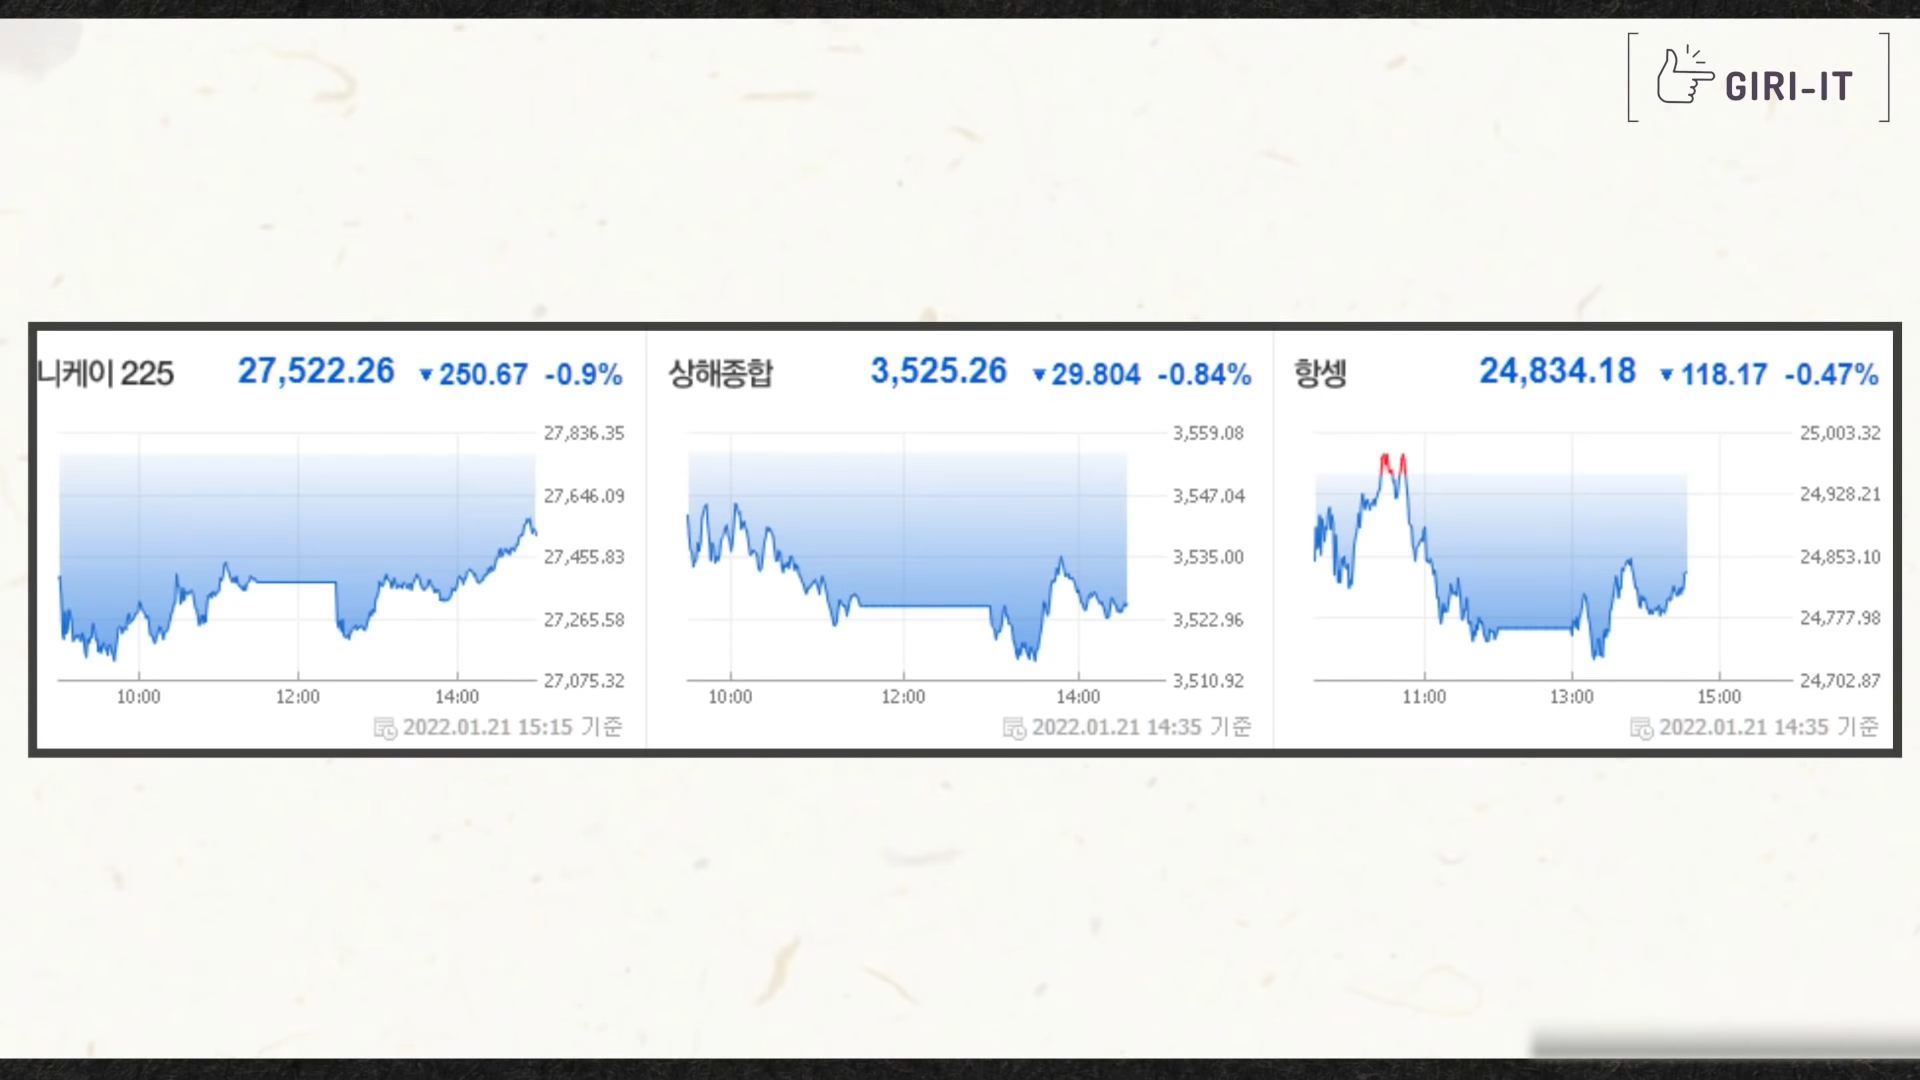 GIRI-IT
니케이 225 27,522.26 ▼250.67 -0.9%
27,836.35
27,646.09
27,455.83
27,265.58
27,075.32
10:00 12:00 14:00
2022.01.21 15:15 기준
상해종합 3,525.26 ▼29.804 -0.84%
3,559.08
3,547.04
3,535.00
3,522.96
3,510.92
10:00 12:00 14:00
2022.01.21 14:35 기준
항셍 24,834.18 ▼118.17 -0.47%
25,003.32
24,928.21
24,853.10
24,777.98
24,702.87
11:00 13:00 15:00
2022.01.21 14:35 기준